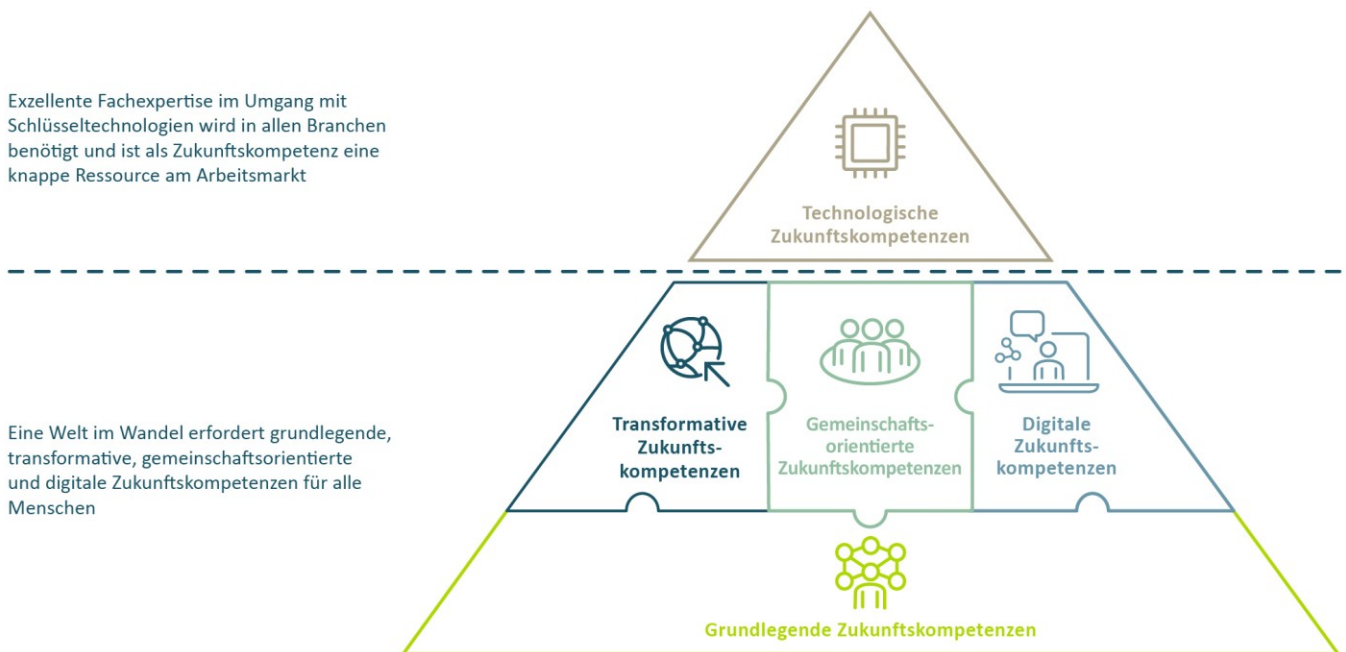 Exzellente Fachexpertise im Umgang mit
Schlüsseltechnologien wird in allen Branchen
benötigt und ist als Zukunftskompetenz eine
knappe Ressource am Arbeitsmarkt
Technologische
Zukunftskompetenzen
Eine Welt im Wandel erfordert grundlegende,
transformative, gemeinschaftsorientierte
und digitale Zukunftskompetenzen für alle
Menschen
Transformative
Zukunfts-
kompetenzen
Gemeinschafts-
orientierte
Zukunftskompetenzen
Digitale
Zukunfts-
kompetenzen
Grundlegende Zukunftskompetenzen